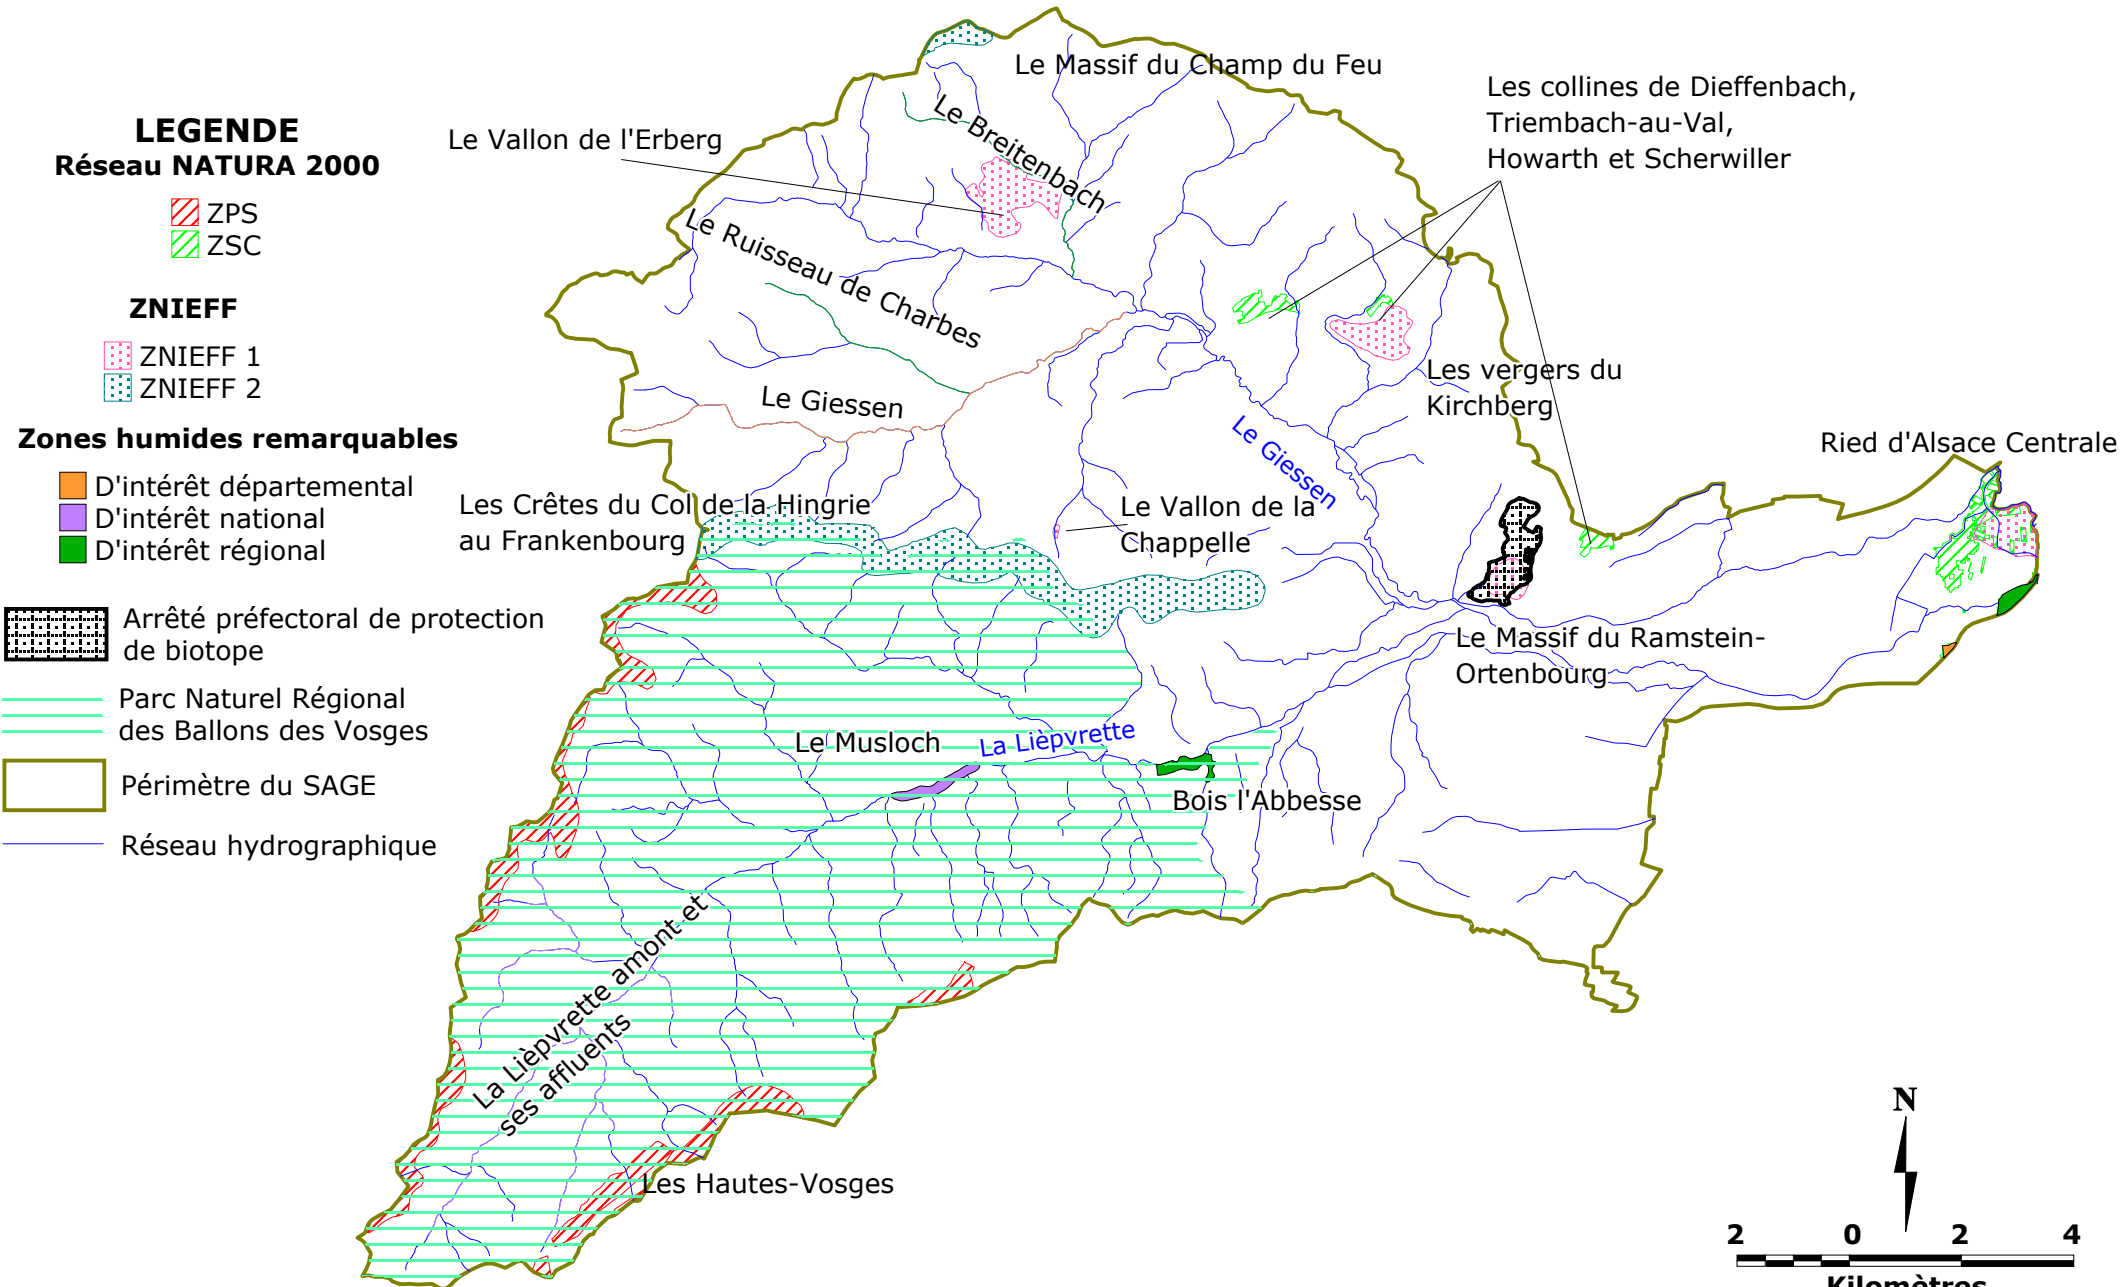 LEGENDE
Réseau NATURA 2000
ZPS
ZSC
ZNIEFF
ZNIEFF 1
ZNIEFF 2
Zones humides remarquables
D'intérêt départemental
D'intérêt national
D'intérêt régional
Arrêté préfectoral de protection
de biotope
Parc Naturel Régional
des Ballons des Vosges
Périmètre du SAGE
Réseau hydrographique
Le Massif du Champ du Feu
Les collines de Dieffenbach,
Triembach-au-Val,
Howarth et Scherwiller
Le Vallon de l'Erberg
Le Breitenbach
Le Ruisseau de Charbes
Le Giessen
Les vergers du
Kirchberg
Le Giessen
Ried d'Alsace Centrale
Les Crêtes du Col de la Hingrie
au Frankenbourg
Le Vallon de la
Chappelle
Le Massif du Ramstein-
Ortenbourg
Le Musloch
La Lièpvrette
Bois l'Abbesse
La Lièpvrette amont et
ses affluents
Les Hautes-Vosges
N
2 0 2 4
Kilomètres